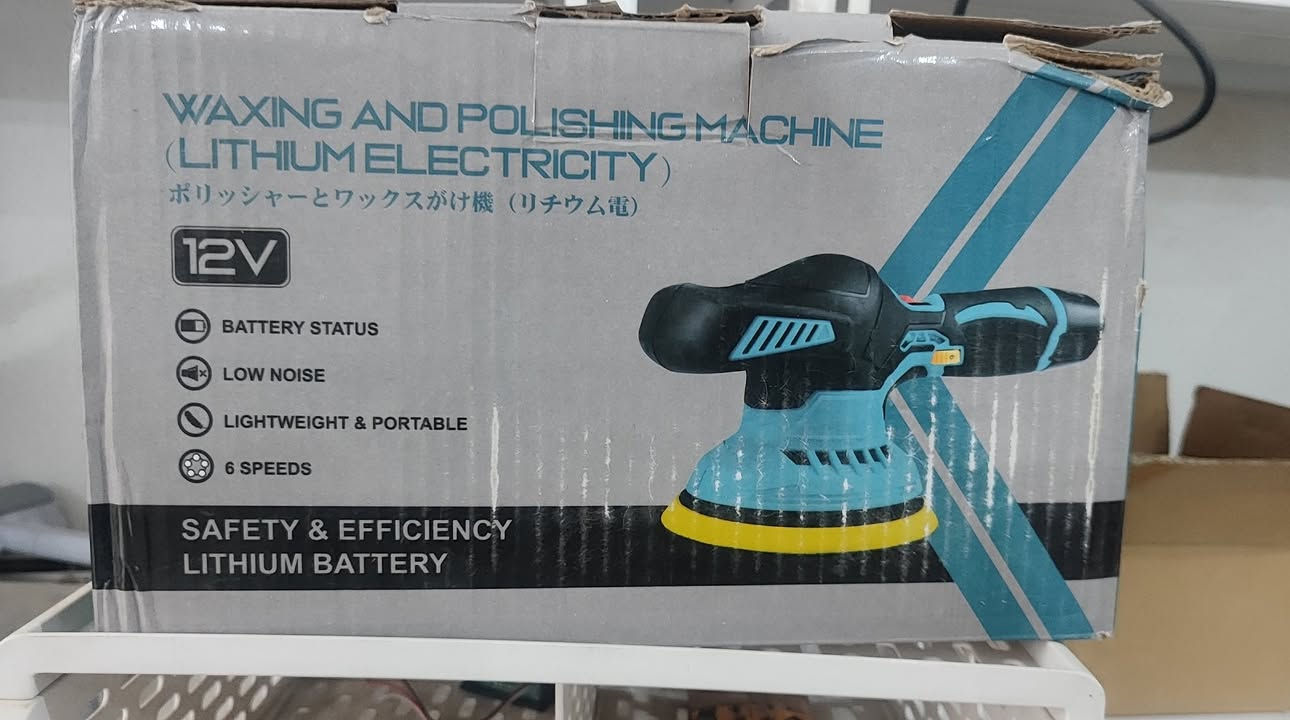 WAXING AND POLISHING MACHINE
(LITHIUM ELECTRICITY)
ポリッシャーとワックスがけ機（リチウム電）
12V
BATTERY STATUS
LOW NOISE
LIGHTWEIGHT & PORTABLE
6 SPEEDS
SAFETY & EFFICIENCY
LITHIUM BATTERY